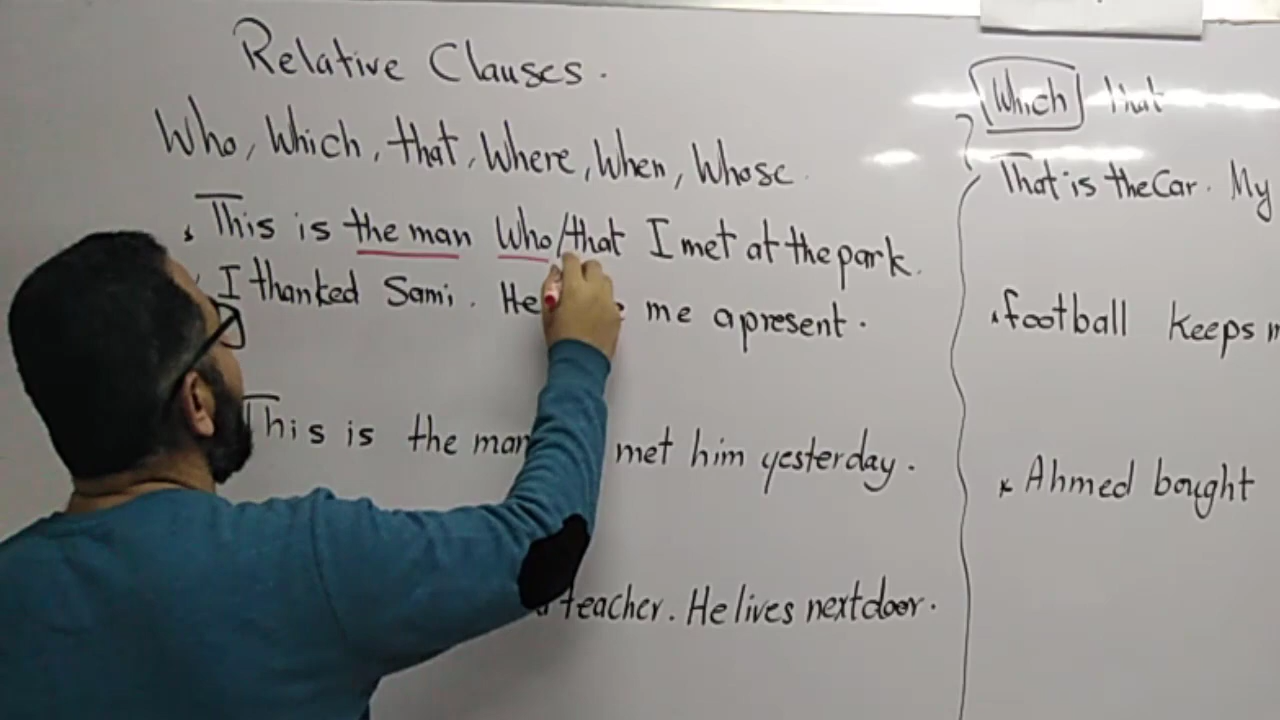 Relative Clauses.
Who, Which, that, Where, When, Whose.
This is the man Who/that I met at the park.
I thanked Sami. He me a present.
This is the man met him yesterday.
teacher. He lives next door.
Which that
That is the Car. My
football keeps
Ahmed bought